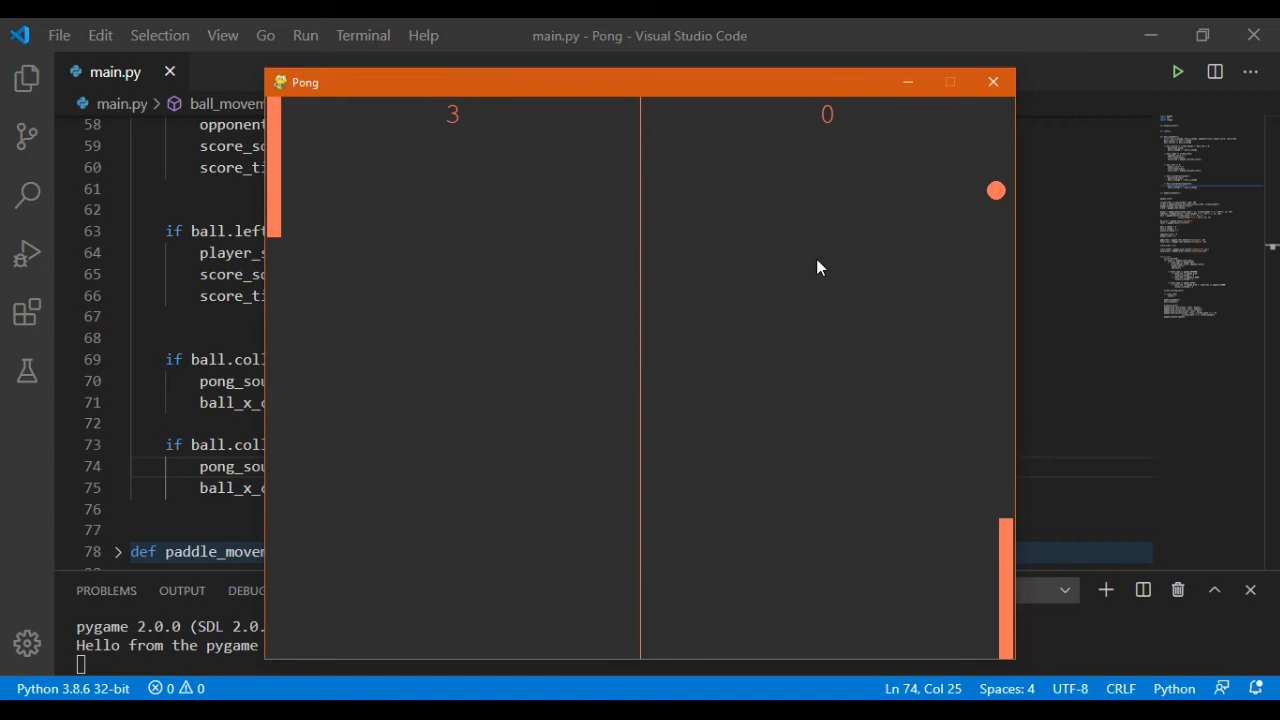 File Edit Selection View Go Run Terminal Help main.py - Pong - Visual Studio Code
main.py
Pong
main.py > ball_movem
3 0
58 opponent
59 score_so
60 score_ti
61
62
63 if ball.left
64 player_s
65 score_so
66 score_ti
67
68
69 if ball.coll
70 pong_sou
71 ball_x_c
72
73 if ball.coll
74 pong_sou
75 ball_x_c
76
77
78 def paddle_movem
PROBLEMS OUTPUT DEBUG
pygame 2.0.0 (SDL 2.0.
Hello from the pygame
Python 3.8.6 32-bit 0 0 Ln 74, Col 25 Spaces: 4 UTF-8 CRLF Python